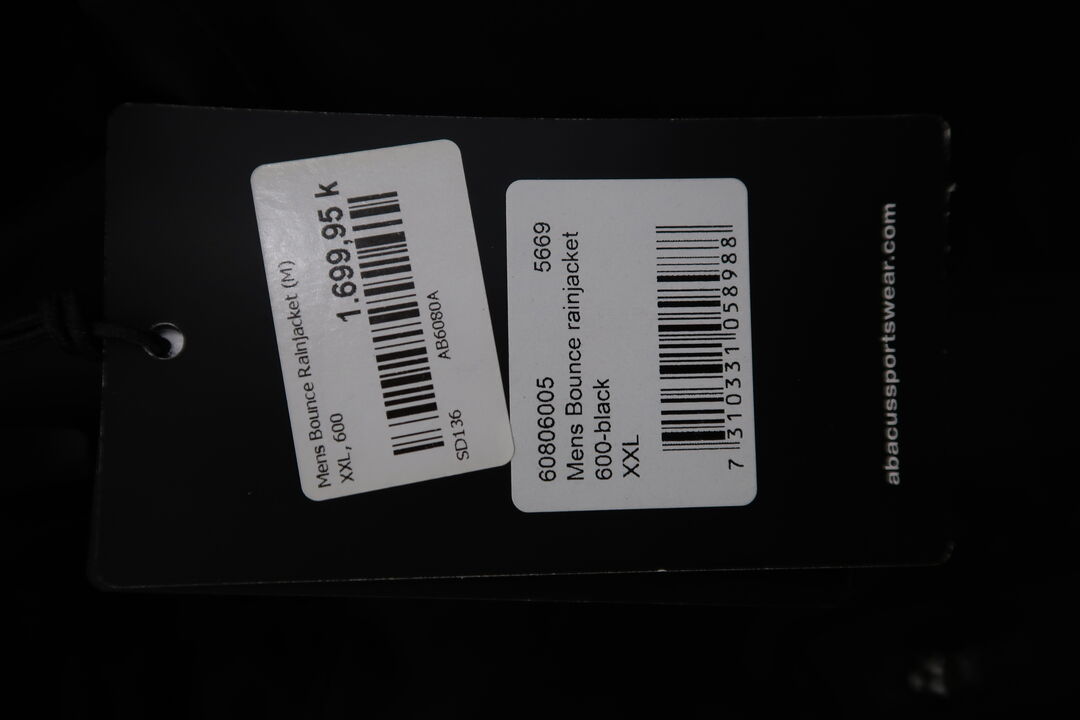 Mens Bounce Rainjacket (M)
XXL, 600
1.699,95 k
AB6080A
SD136
60806005 5669
Mens Bounce rainjacket
600-black
XXL
7 310331 058988
abacussportswear.com